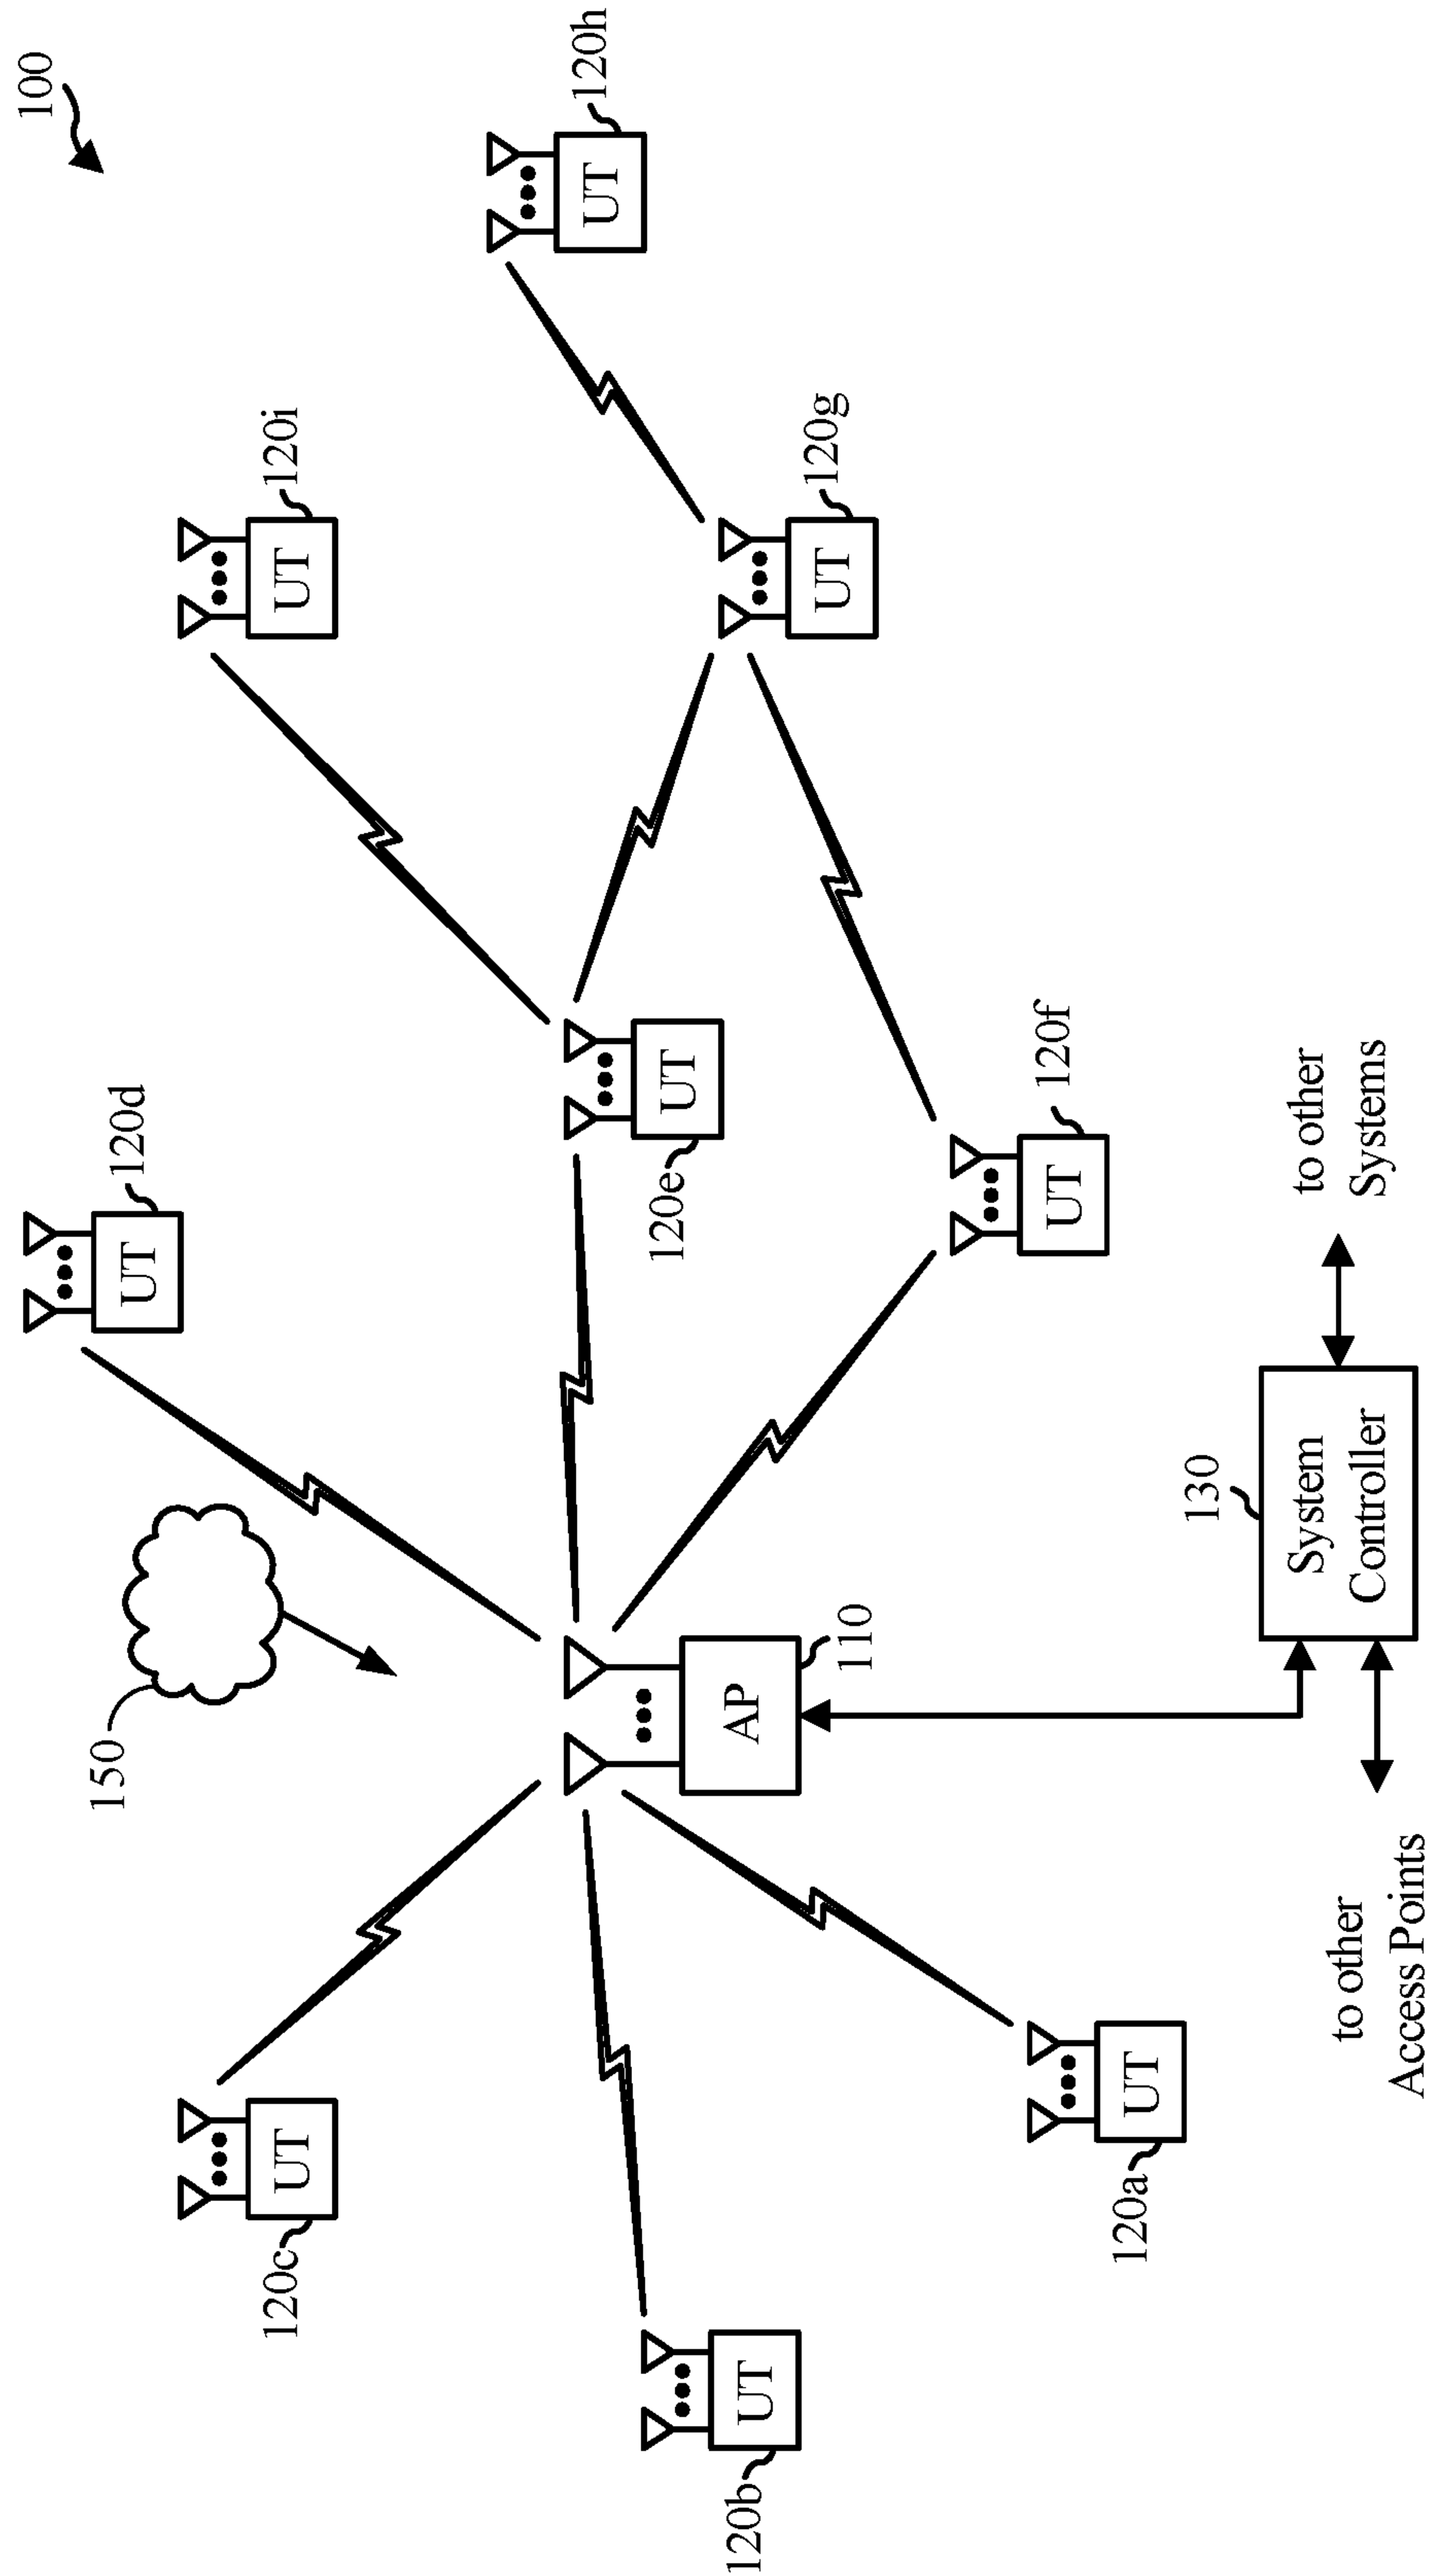 100
150
120d
UT
120c
UT
UT
120i
120h
UT
120e
UT
120b
UT
AP
110
UT
120g
120f
UT
120a
UT
130
System
Controller
to other
Systems
to other
Access Points